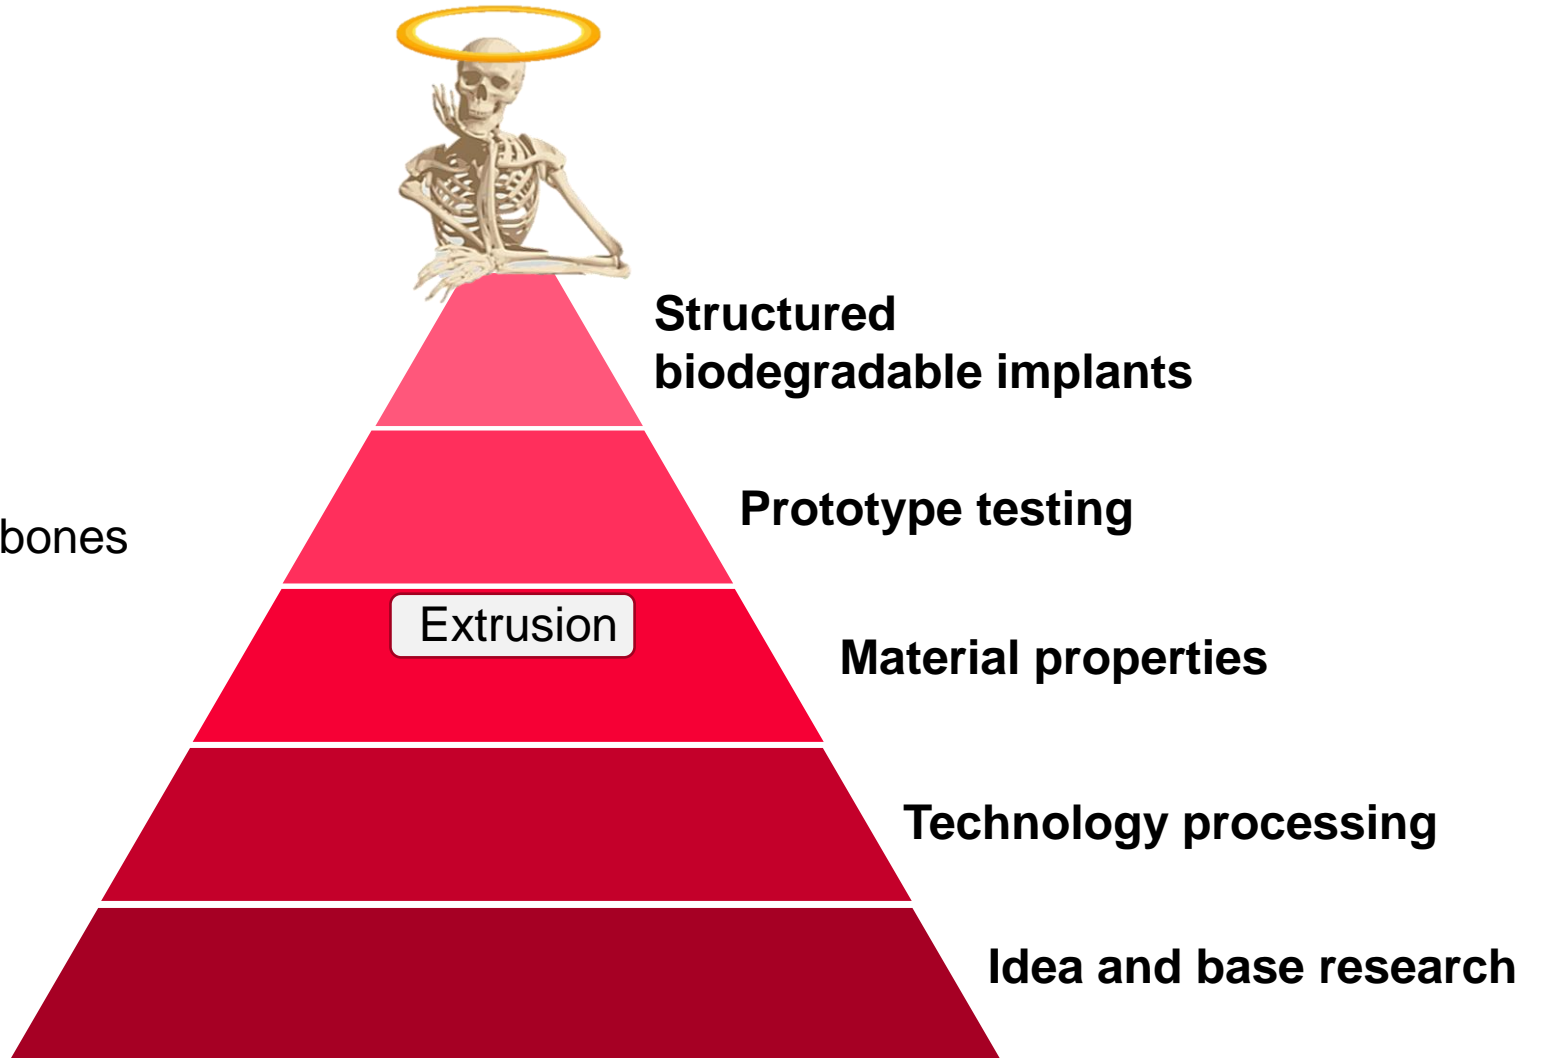 Structured
biodegradable implants
Prototype testing
bones
Extrusion
Material properties
Technology processing
Idea and base research